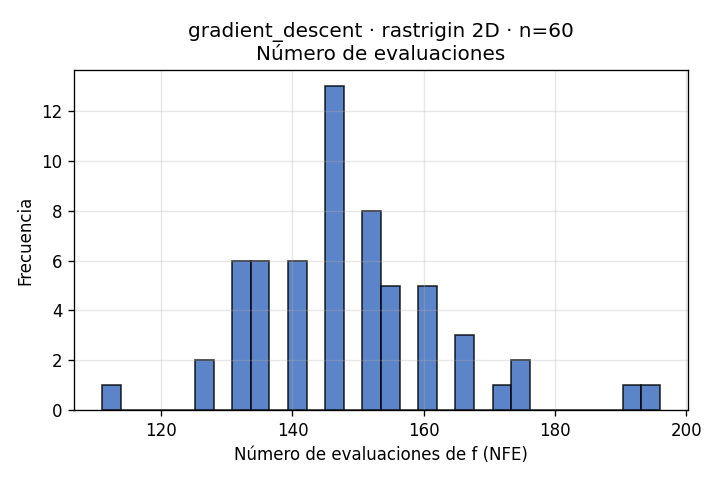 gradient_descent · rastrigin 2D · n=60
Número de evaluaciones
12
10
8
6
4
2
0
Frecuencia
120 140 160 180 200
Número de evaluaciones de f (NFE)